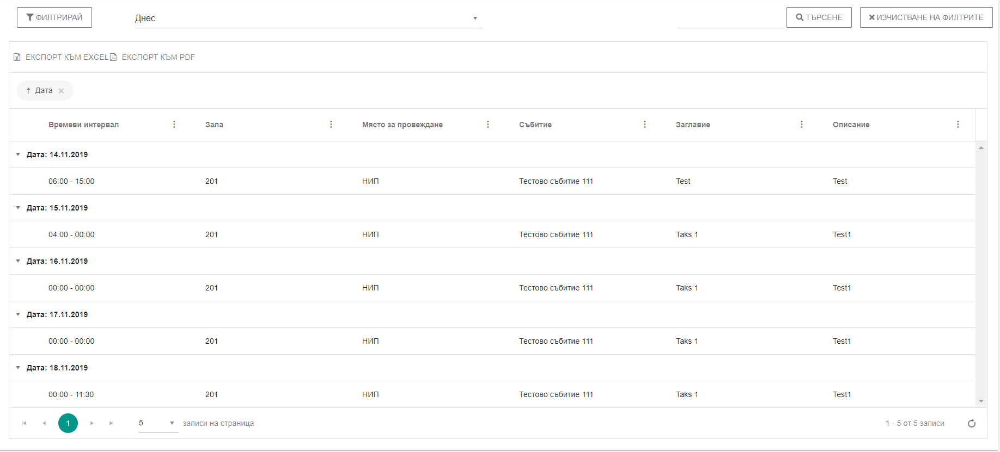 ФИЛТРИРАЙ Днес ТЪРСЕНЕ ИЗЧИСТВАНЕ НА ФИЛТРИТЕ
ЕКСПОРТ КЪМ EXCEL ЕКСПОРТ КЪМ PDF
Дата
Времеви интервал Зала Място за провеждане Събитие Заглавие Описание
Дата: 14.11.2019
06:00 - 15:00 201 НИП Тестово събитие 111 Test Test
Дата: 15.11.2019
04:00 - 00:00 201 НИП Тестово събитие 111 Taks 1 Test1
Дата: 16.11.2019
00:00 - 00:00 201 НИП Тестово събитие 111 Taks 1 Test1
Дата: 17.11.2019
00:00 - 00:00 201 НИП Тестово събитие 111 Taks 1 Test1
Дата: 18.11.2019
00:00 - 11:30 201 НИП Тестово събитие 111 Taks 1 Test1
1 5 записи на страница 1 - 5 от 5 записи